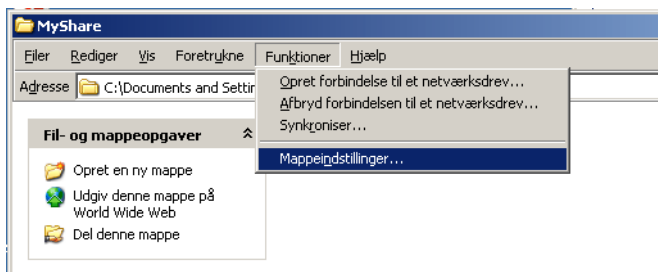 MyShare
Filer Rediger Vis Foretrukne Funktioner Hjælp
Adresse C:\Documents and Settir
Opret forbindelse til et netværksdrev...
Afbryd forbindelsen til et netværksdrev...
Synkroniser...
Mappeindstillinger...
Fil- og mappeopgaver
Opret en ny mappe
Udgiv denne mappe på
World Wide Web
Del denne mappe